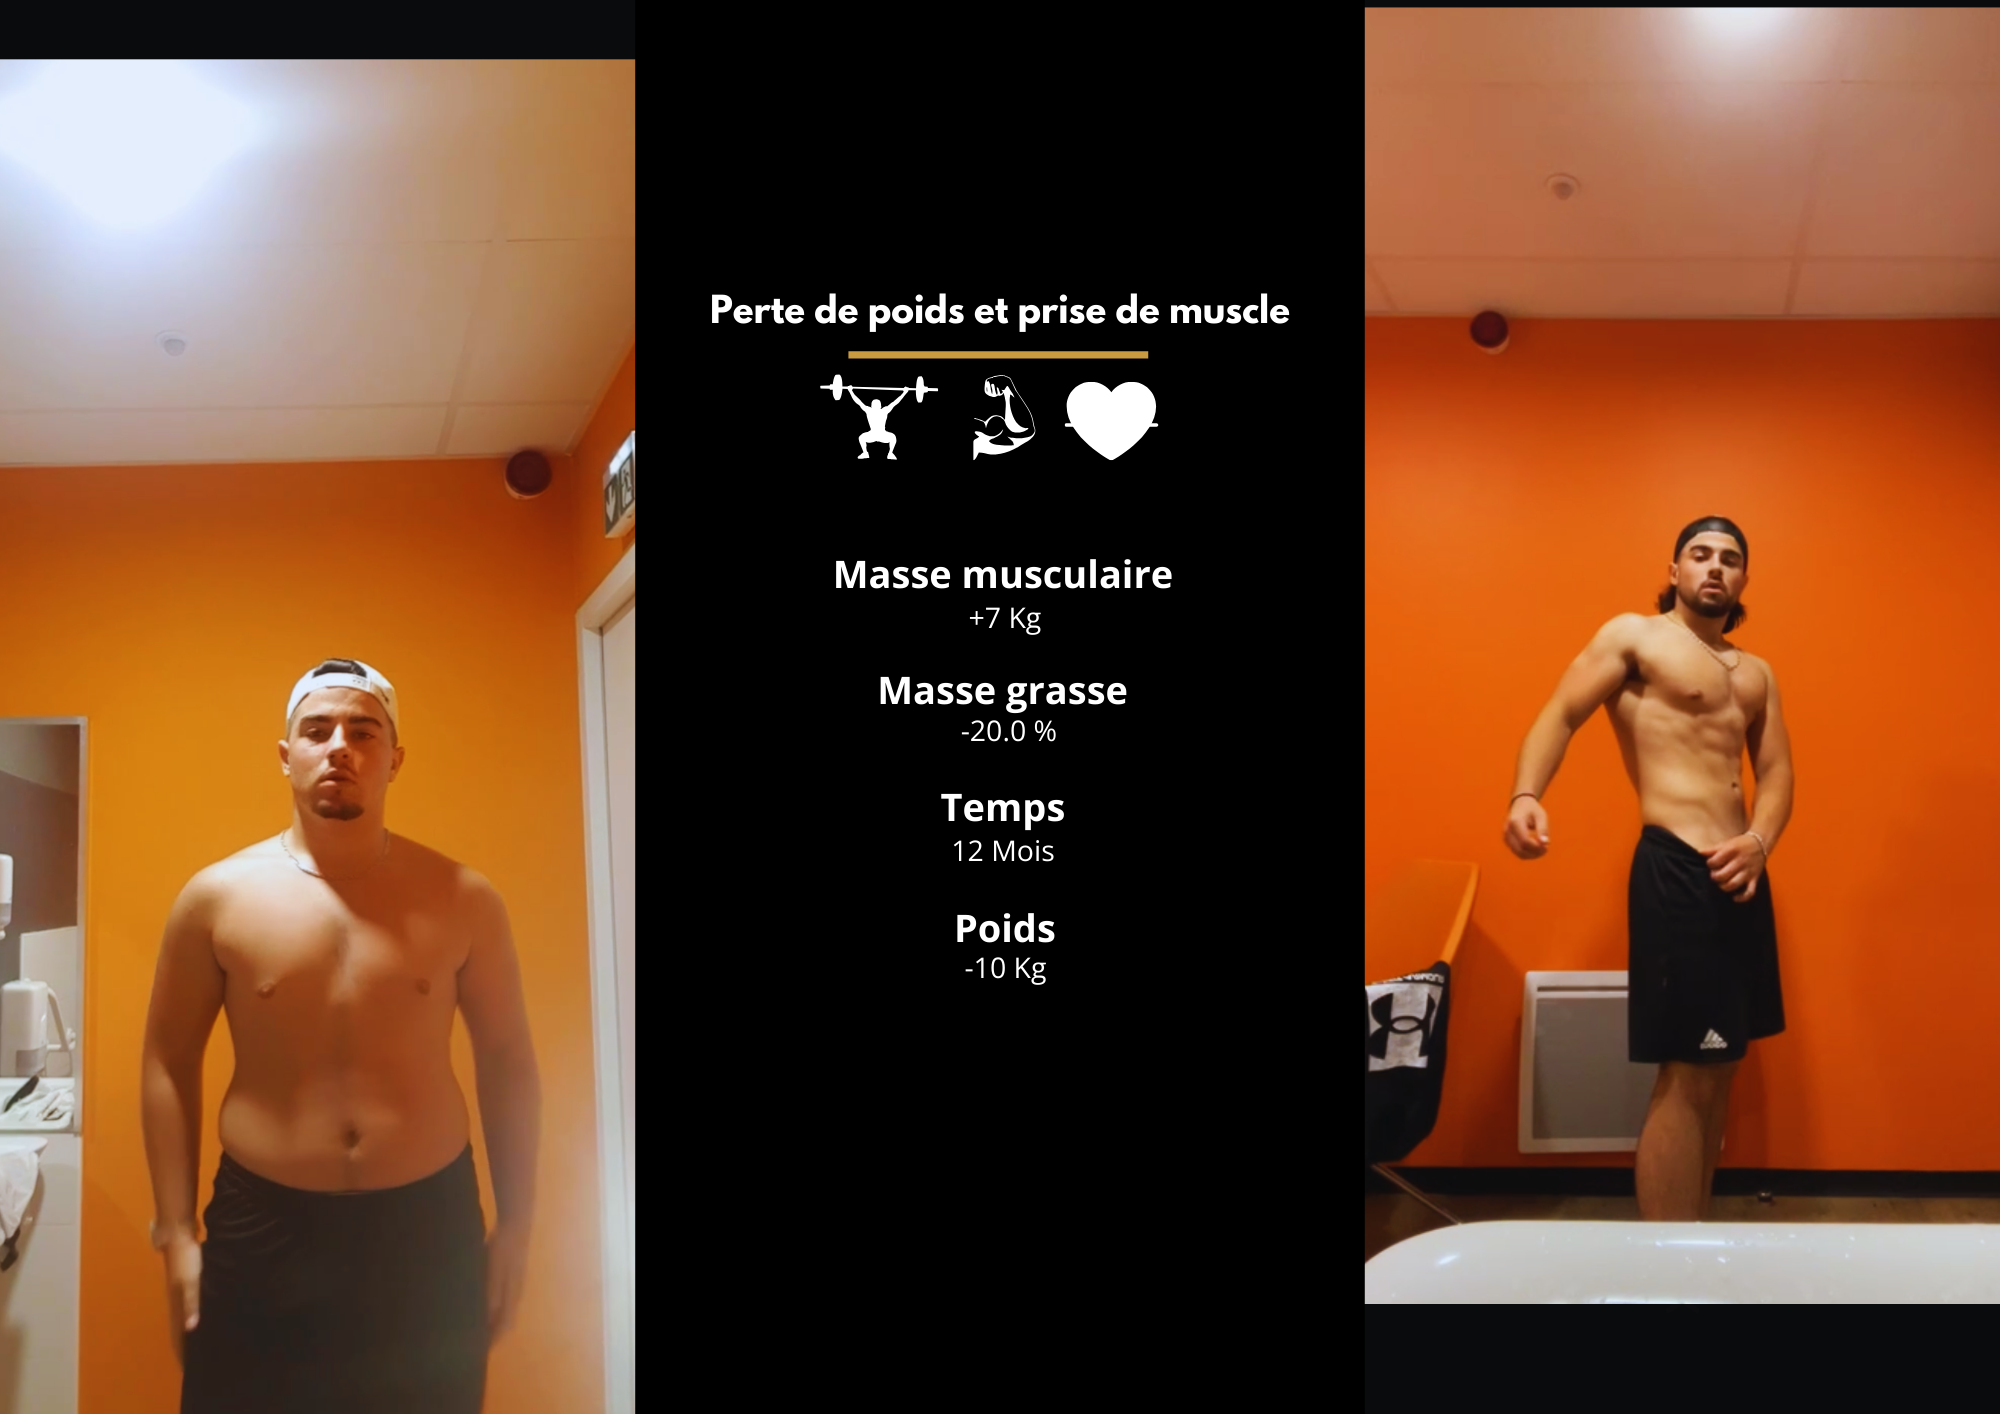 Perte de poids et prise de muscle
Masse musculaire
+7 Kg
Masse grasse
-20.0 %
Temps
12 Mois
Poids
-10 Kg
adidas